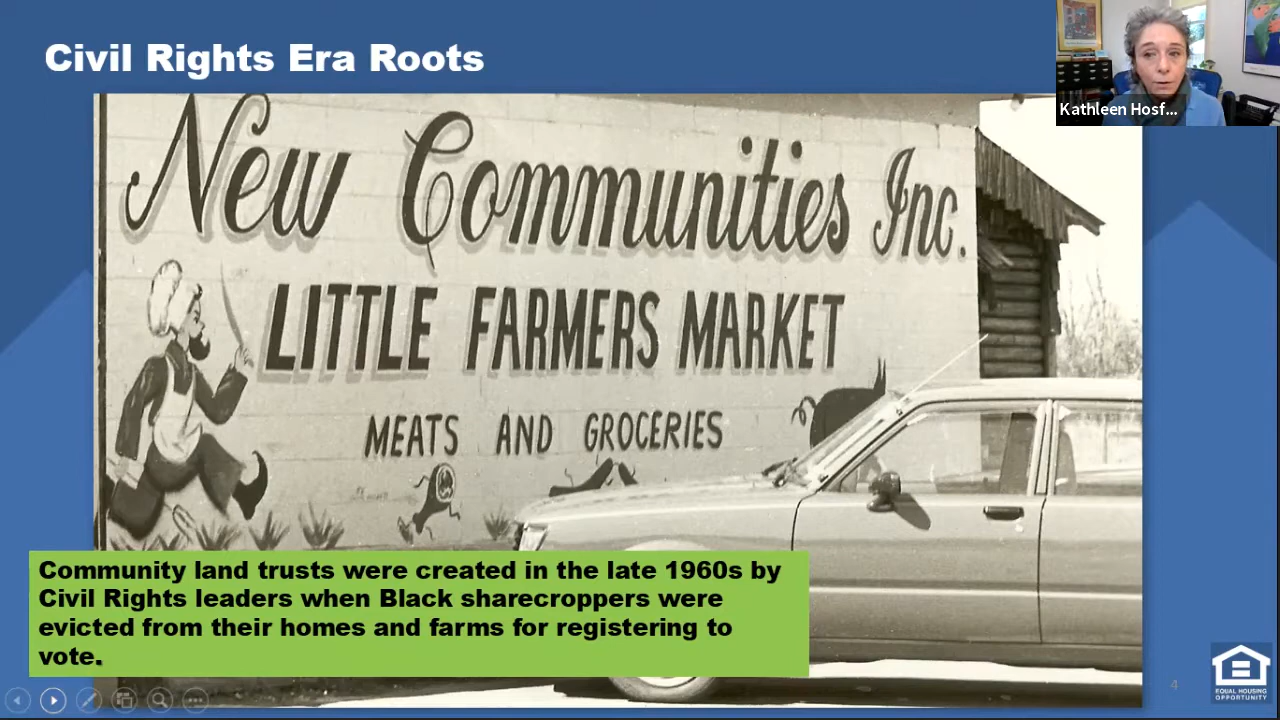 Civil Rights Era Roots
Kathleen Hosf...
New Communities Inc.
LITTLE FARMERS MARKET
MEATS AND GROCERIES
Community land trusts were created in the late 1960s by
Civil Rights leaders when Black sharecroppers were
evicted from their homes and farms for registering to
vote.
4
EQUAL HOUSING
OPPORTUNITY